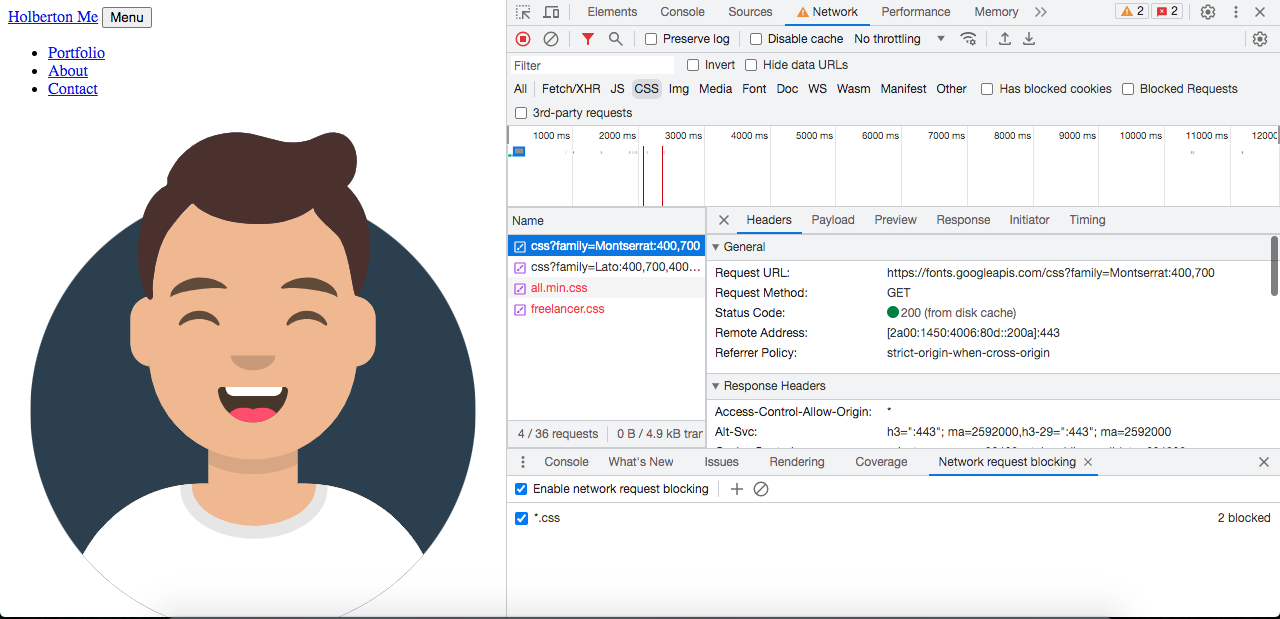 Holberton Me Menu
Portfolio
About
Contact
Elements Console Sources Network Performance Memory 2 2
Preserve log Disable cache No throttling
Filter Invert Hide data URLs
All Fetch/XHR JS CSS Img Media Font Doc WS Wasm Manifest Other Has blocked cookies Blocked Requests
3rd-party requests
1000 ms 2000 ms 3000 ms 4000 ms 5000 ms 6000 ms 7000 ms 8000 ms 9000 ms 10000 ms 11000 ms 12000
Name
css?family=Montserrat:400,700
css?family=Lato:400,700,400…
all.min.css
freelancer.css
4 / 36 requests 0 B / 4.9 kB tran
Headers Payload Preview Response Initiator Timing
General
Request URL: https://fonts.googleapis.com/css?family=Montserrat:400,700
Request Method: GET
Status Code: 200 (from disk cache)
Remote Address: [2a00:1450:4006:80d::200a]:443
Referrer Policy: strict-origin-when-cross-origin
Response Headers
Access-Control-Allow-Origin: *
Alt-Svc: h3=":443"; ma=2592000,h3-29=":443"; ma=2592000
Console What's New Issues Rendering Coverage Network request blocking
Enable network request blocking
*.css 2 blocked